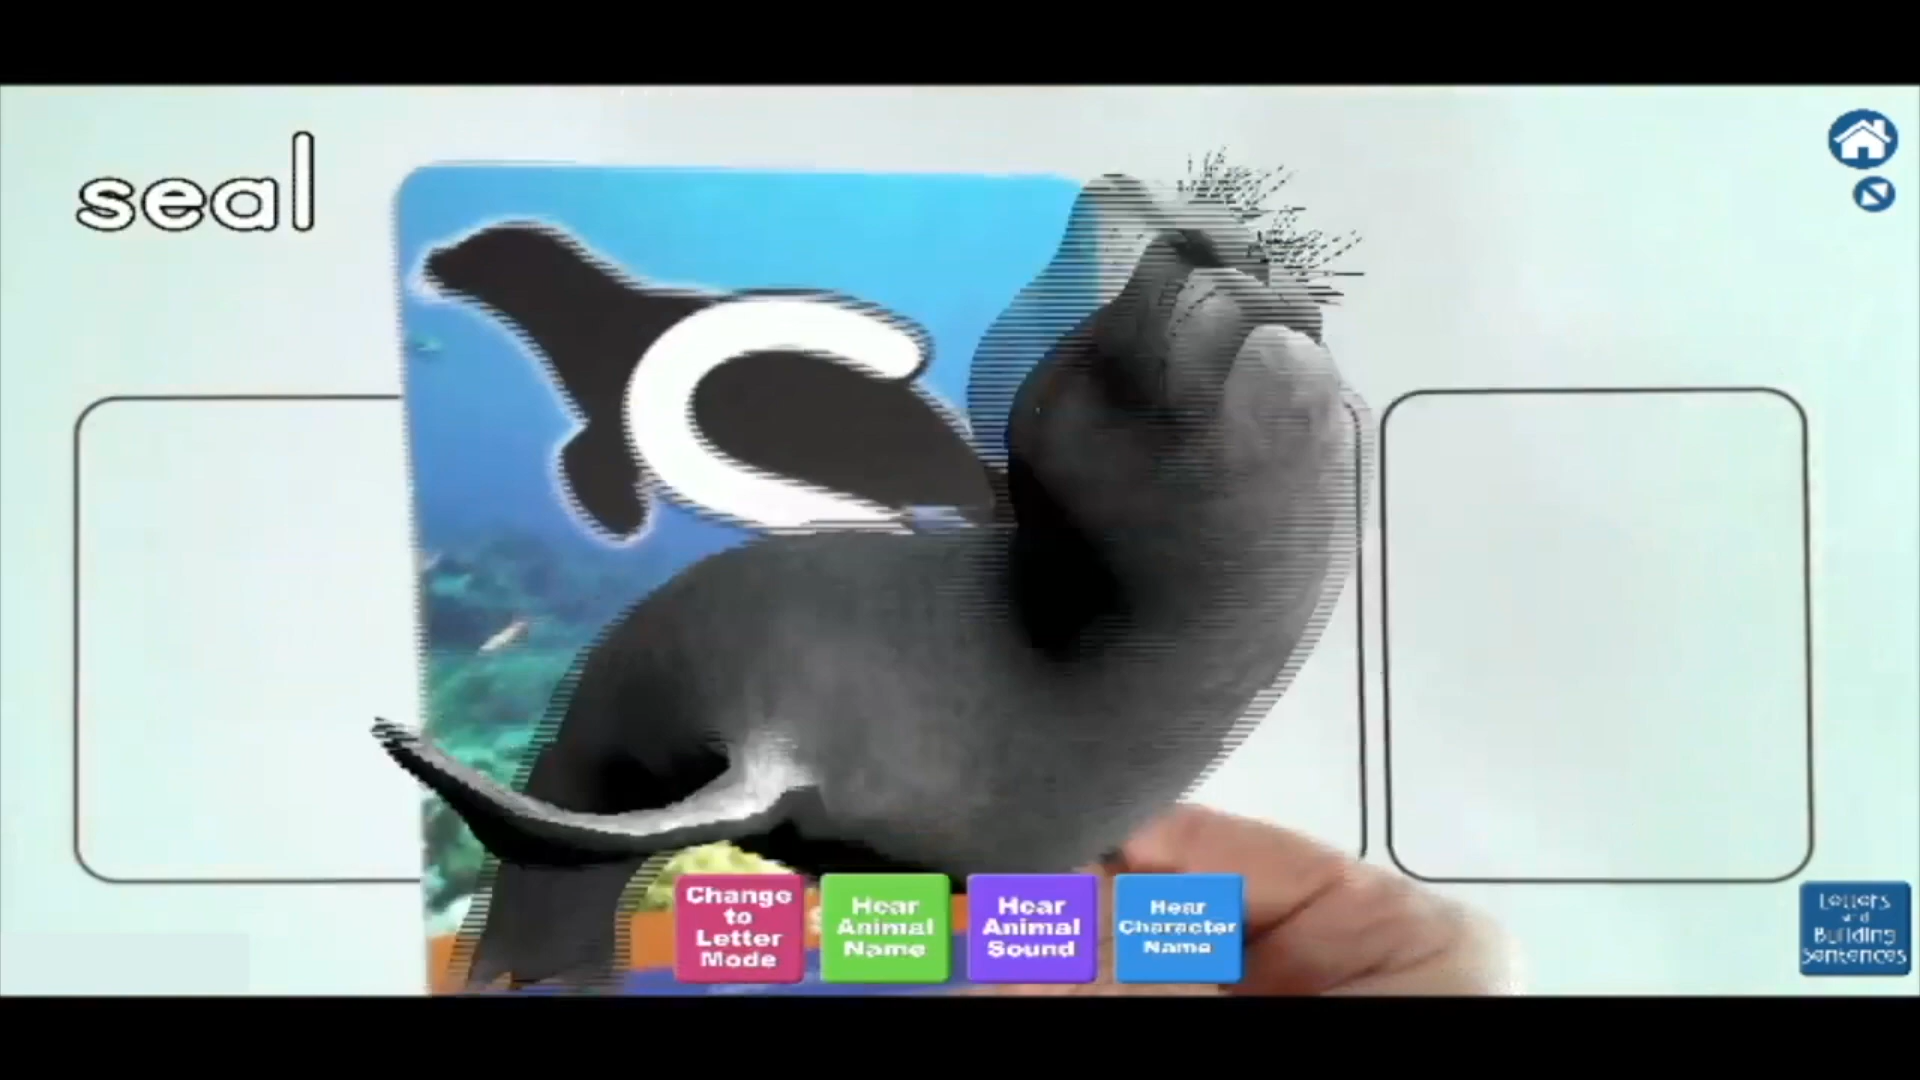 seal
Change
to
Letter
Mode
Hear
Animal
Name
Hear
Animal
Sound
Hear
Character
Name
Letters
and
Building
Sentences